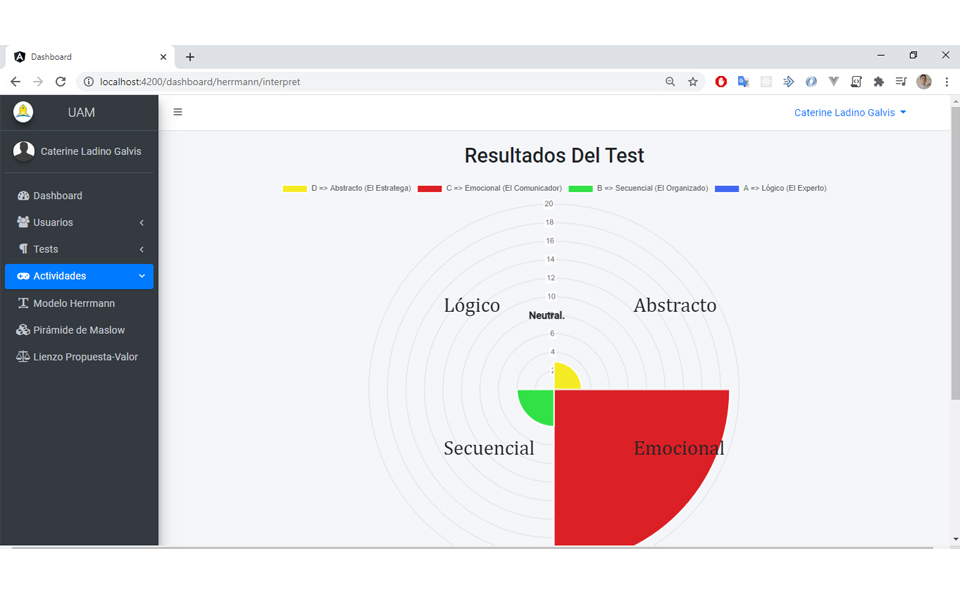 Dashboard
localhost:4200/dashboard/herrmann/interpret
UAM
Caterine Ladino Galvis
Caterine Ladino Galvis
Dashboard
Usuarios
Tests
Actividades
Modelo Herrmann
Pirámide de Maslow
Lienzo Propuesta-Valor
Resultados Del Test
D => Abstracto (El Estratega) C => Emocional (El Comunicador) B => Secuencial (El Organizado) A => Lógico (El Experto)
20
18
16
14
12
10
Lógico Abstracto
Neutral.
6
4
2
Secuencial Emocional